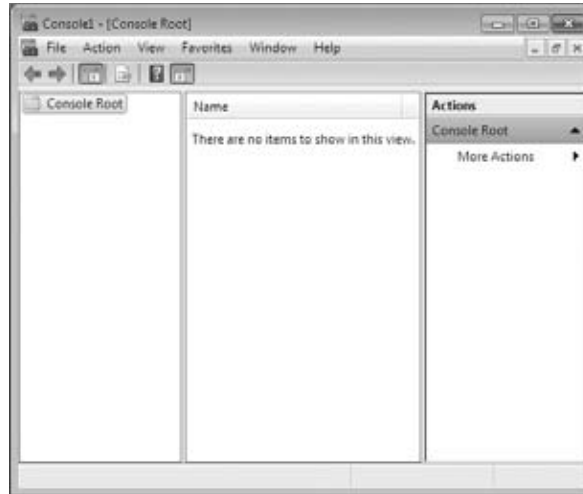 Console1 - [Console Root]
File Action View Favorites Window Help
Console Root
Name
There are no items to show in this view.
Actions
Console Root
More Actions